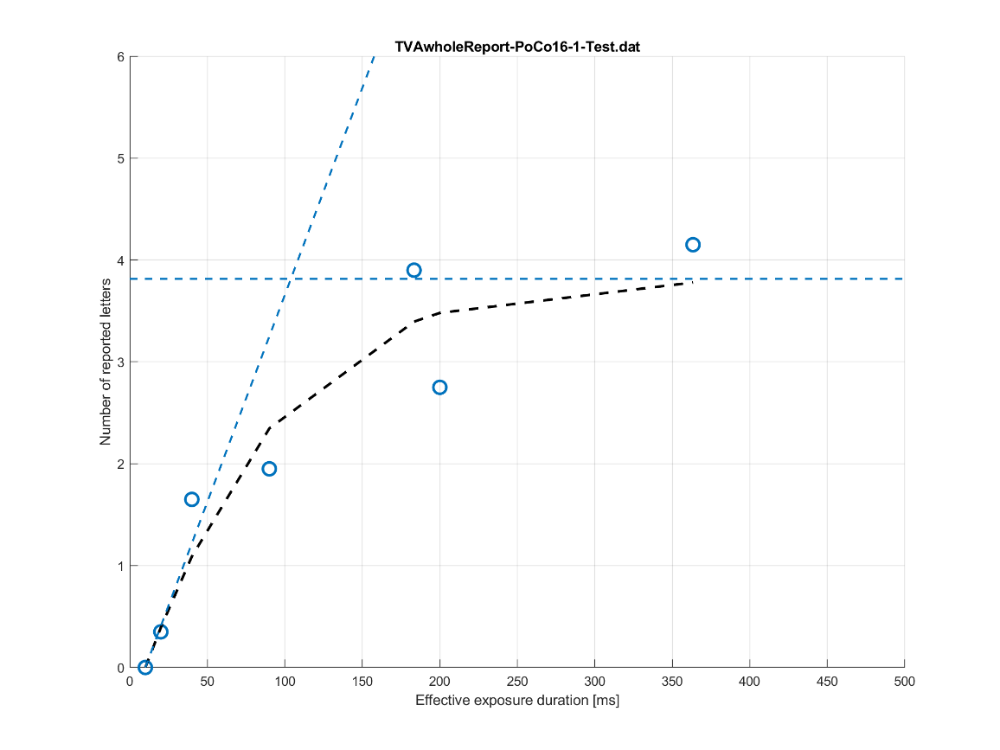 TVAwholeReport-PoCo16-1-Test.dat
6
5
4
3
2
1
0
Number of reported letters
0 50 100 150 200 250 300 350 400 450 500
Effective exposure duration [ms]